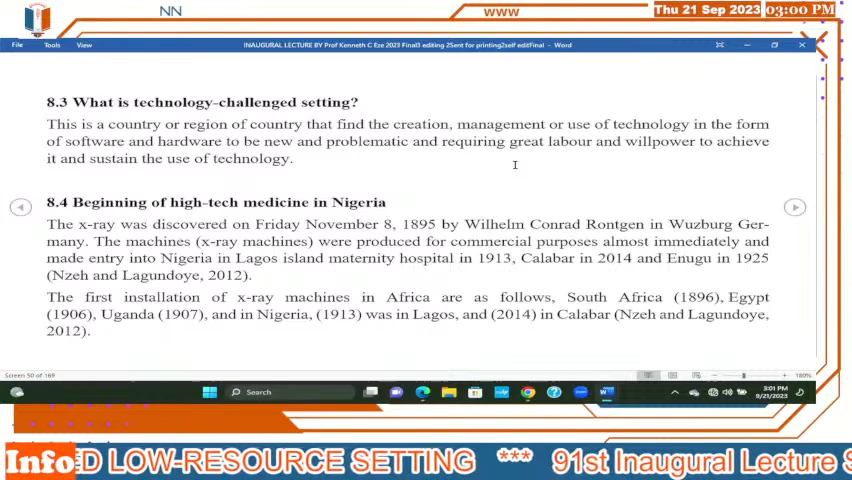 NN
www
Thu 21 Sep 2023 03:00 PM
File Tools View INAUGURAL LECTURE BY Prof Kenneth C Eze 2023 Final3 editing 2Sent for printing2self editFinal - Word
8.3 What is technology-challenged setting?
This is a country or region of country that find the creation, management or use of technology in the form
of software and hardware to be new and problematic and requiring great labour and willpower to achieve
it and sustain the use of technology.
8.4 Beginning of high-tech medicine in Nigeria
The x-ray was discovered on Friday November 8, 1895 by Wilhelm Conrad Rontgen in Wuzburg Ger-
many. The machines (x-ray machines) were produced for commercial purposes almost immediately and
made entry into Nigeria in Lagos island maternity hospital in 1913, Calabar in 2014 and Enugu in 1925
(Nzeh and Lagundoye, 2012).
The first installation of x-ray machines in Africa are as follows, South Africa (1896), Egypt
(1906), Uganda (1907), and in Nigeria, (1913) was in Lagos, and (2014) in Calabar (Nzeh and Lagundoye,
2012).
Screen 50 of 169 180%
Search 3:01 PM
9/21/2023
Info ED LOW-RESOURCE SETTING *** 91st Inaugural Lecture S